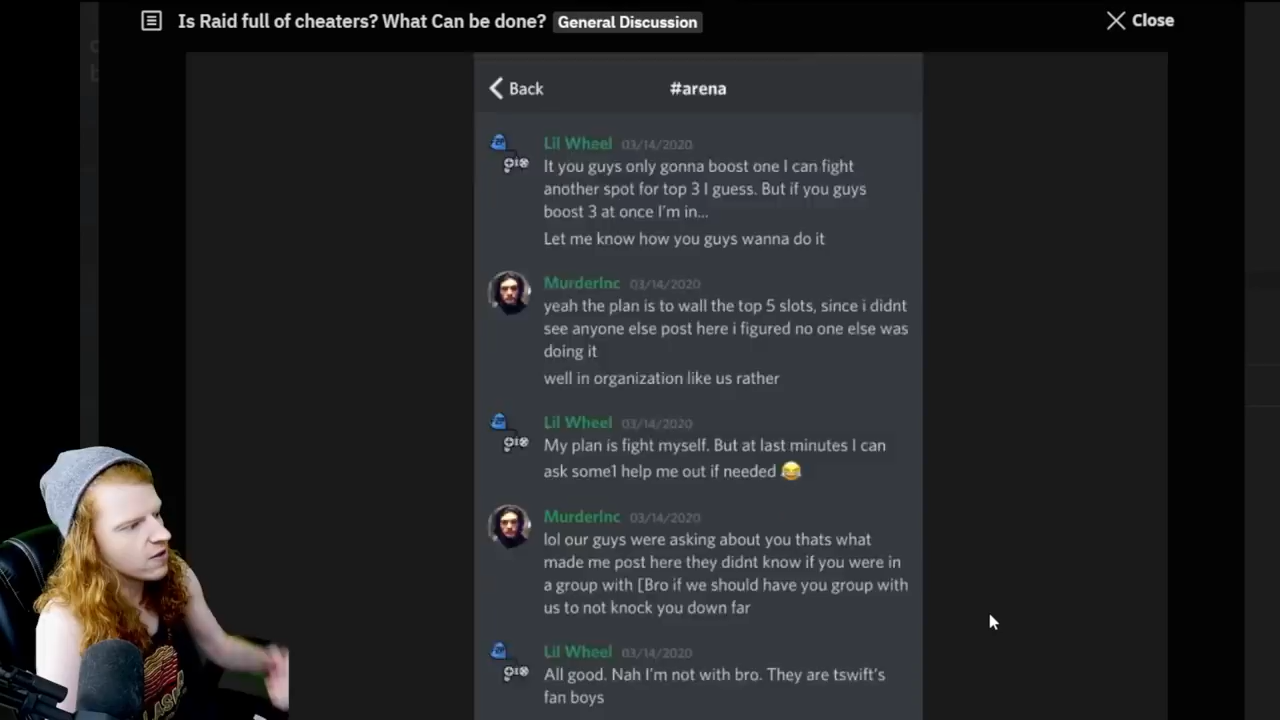 Is Raid full of cheaters? What Can be done? General Discussion
Close
Back
#arena
Lil Wheel 03/14/2020
It you guys only gonna boost one I can fight
another spot for top 3 I guess. But if you guys
boost 3 at once I'm in...
Let me know how you guys wanna do it
MurderInc 03/14/2020
yeah the plan is to wall the top 5 slots, since i didnt
see anyone else post here i figured no one else was
doing it
well in organization like us rather
Lil Wheel 03/14/2020
My plan is fight myself. But at last minutes I can
ask some1 help me out if needed 😂
MurderInc 03/14/2020
lol our guys were asking about you thats what
made me post here they didnt know if you were in
a group with [Bro if we should have you group with
us to not knock you down far
Lil Wheel 03/14/2020
All good. Nah I'm not with bro. They are tswift's
fan boys